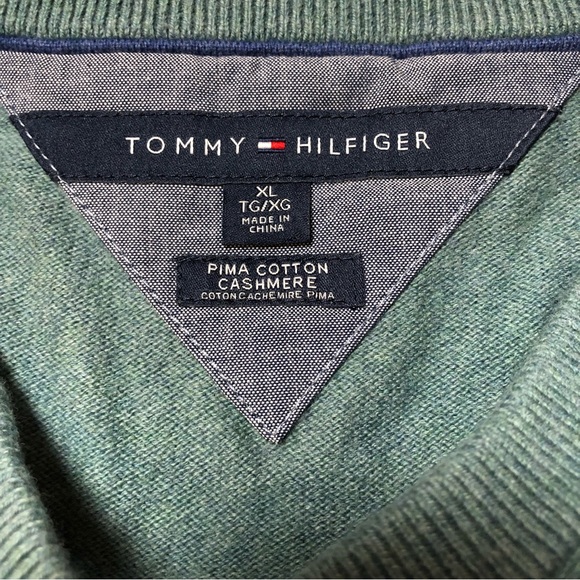 TOMMY HILFIGER
XL
TG/XG
MADE IN
CHINA
PIMA COTTON
CASHMERE
COTON CACHEMIRE PIMA